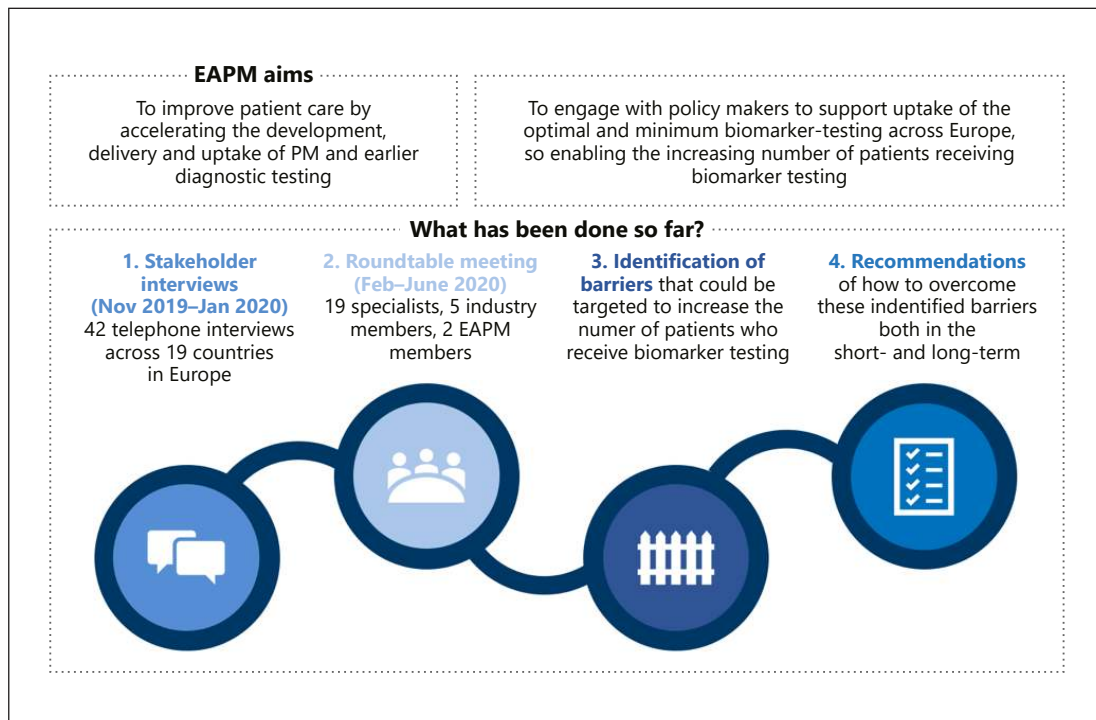 EAPM aims
To improve patient care by
accelerating the development,
delivery and uptake of PM and earlier
diagnostic testing
To engage with policy makers to support uptake of the
optimal and minimum biomarker-testing across Europe,
so enabling the increasing number of patients receiving
biomarker testing
What has been done so far?
1. Stakeholder
interviews
(Nov 2019–Jan 2020)
42 telephone interviews
across 19 countries
in Europe
2. Roundtable meeting
(Feb–June 2020)
19 specialists, 5 industry
members, 2 EAPM
members
3. Identification of
barriers that could be
targeted to increase the
numer of patients who
receive biomarker testing
4. Recommendations
of how to overcome
these indentified barriers
both in the
short- and long-term